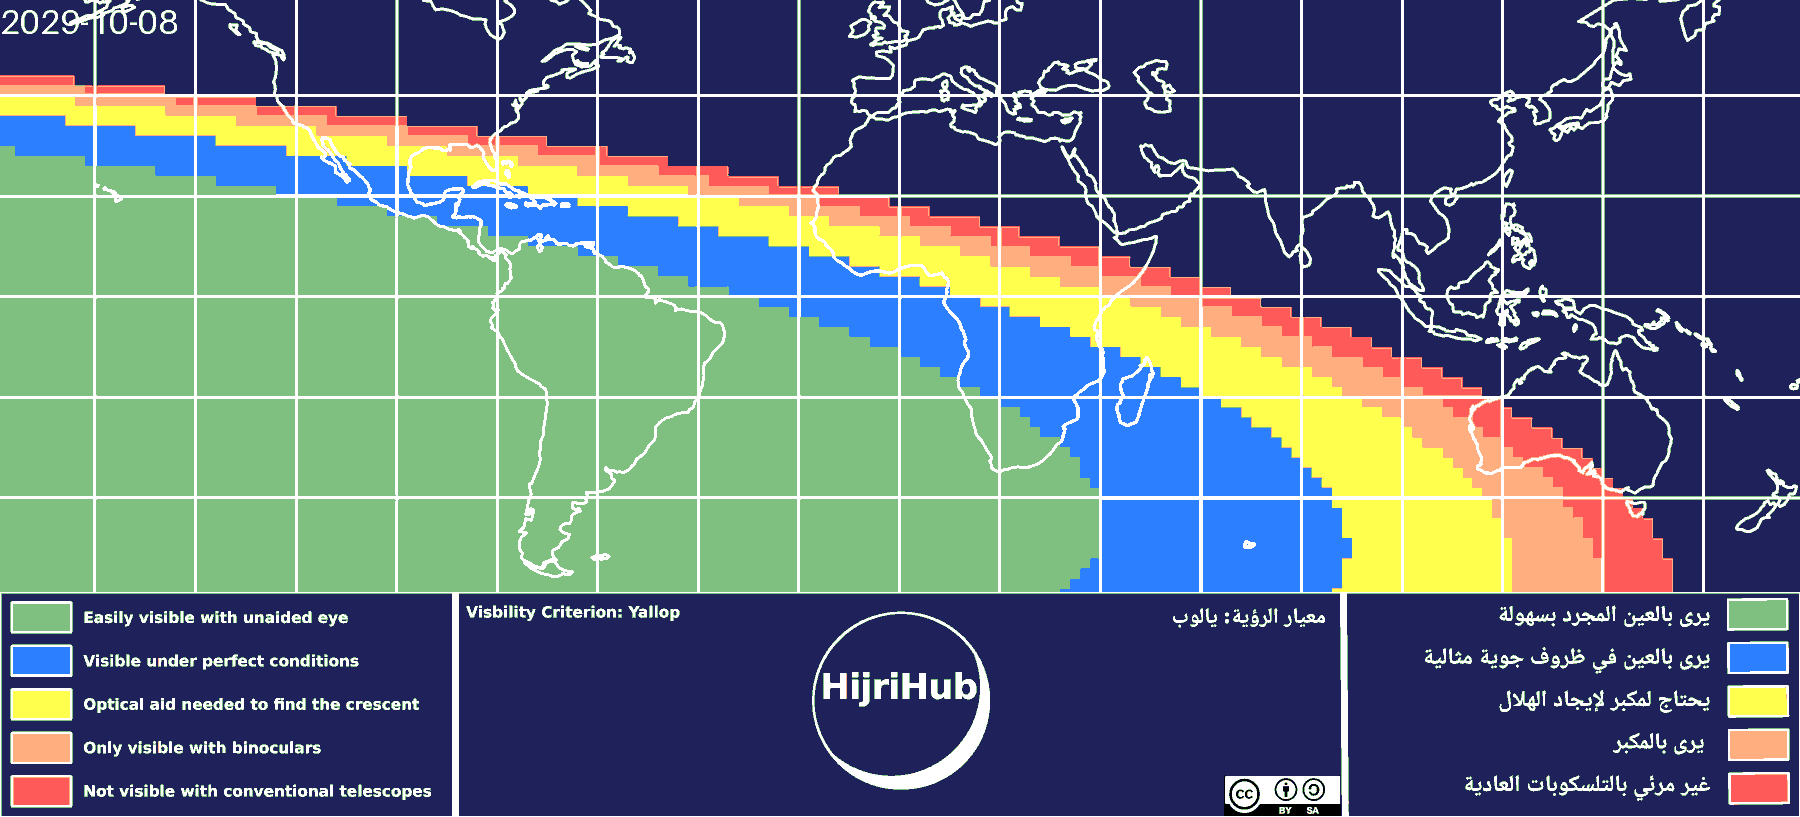 2029-10-08
Easily visible with unaided eye
Visible under perfect conditions
Optical aid needed to find the crescent
Only visible with binoculars
Not visible with conventional telescopes
Visbility Criterion: Yallop
معيار الرؤية: يالوب
HijriHub
cc
BY SA
يرى بالعين المجرد بسهولة
يرى بالعين في ظروف جوية مثالية
يحتاج لمكبر لإيجاد الهلال
يرى بالمكبر
غير مرئي بالتلسكوبات العادية